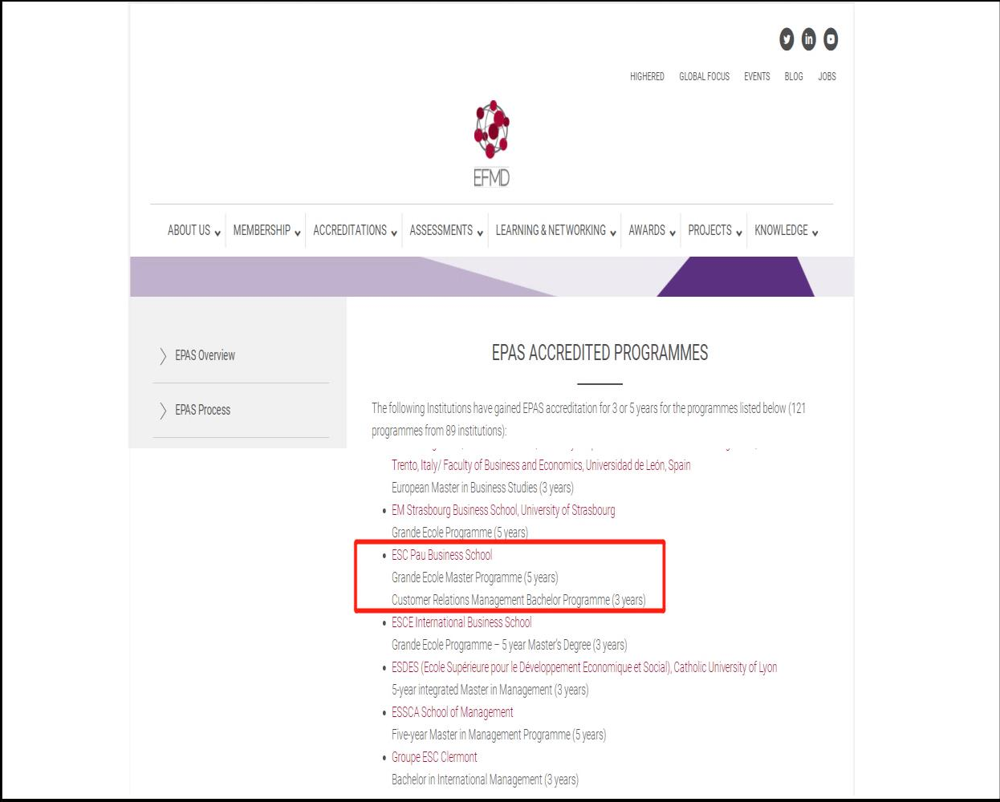 HIGHERED GLOBAL FOCUS EVENTS BLOG JOBS
EFMD
ABOUT US MEMBERSHIP ACCREDITATIONS ASSESSMENTS LEARNING & NETWORKING AWARDS PROJECTS KNOWLEDGE
EPAS Overview
EPAS Process
EPAS ACCREDITED PROGRAMMES
The following Institutions have gained EPAS accreditation for 3 or 5 years for the programmes listed below (121
programmes from 89 institutions):
Trento, Italy/ Faculty of Business and Economics, Universidad de León, Spain
European Master in Business Studies (3 years)
• EM Strasbourg Business School, University of Strasbourg
Grande Ecole Programme (5 years)
• ESC Pau Business School
Grande Ecole Master Programme (5 years)
Customer Relations Management Bachelor Programme (3 years)
• ESCE International Business School
Grande Ecole Programme – 5 year Master's Degree (3 years)
• ESDES (Ecole Supérieure pour le Développement Economique et Social), Catholic University of Lyon
5-year integrated Master in Management (3 years)
• ESSCA School of Management
Five-year Master in Management Programme (5 years)
• Groupe ESC Clermont
Bachelor in International Management (3 years)